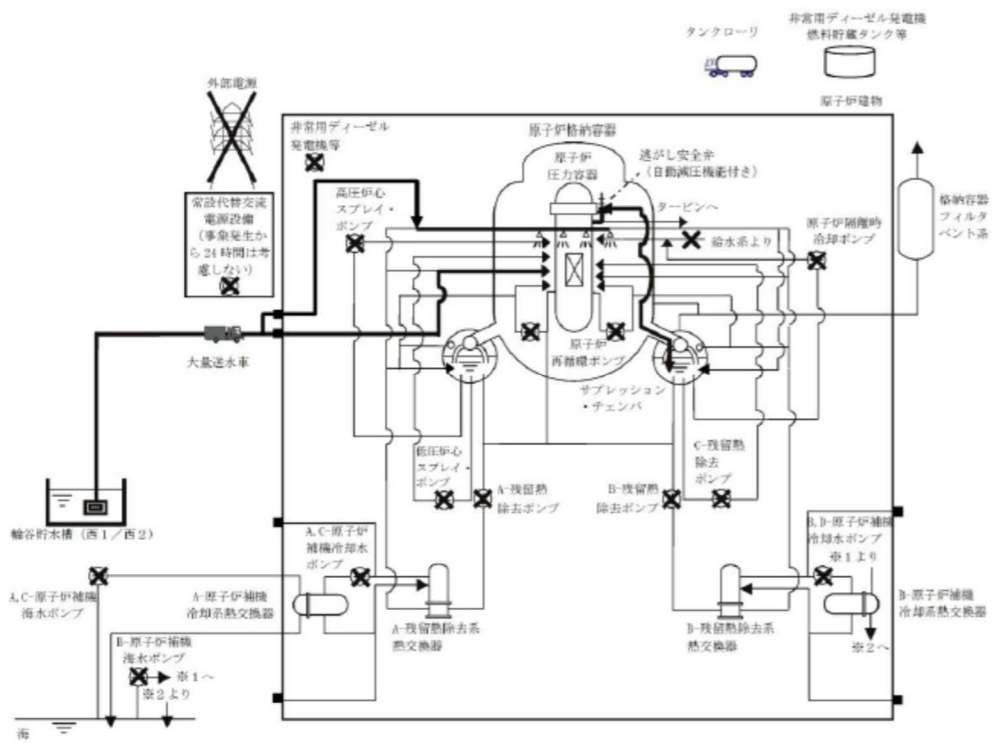 タンクローリ
非常用ディーゼル発電機
燃料貯蔵タンク等
外部電源
原子炉建物
非常用ディーゼル
発電機等
原子炉格納容器
原子炉
圧力容器
逃がし安全弁
(自動減圧機能付き)
常設代替交流
電源設備
(事象発生か
ら24時間は考
慮しない)
高圧炉心
スプレイ・
ポンプ
タービンへ
給水系より
原子炉隔離時
冷却ポンプ
格納容器
フィルタ
ベント系
大量送水車
原子炉
再循環ポンプ
サプレッション
・チェンバ
低圧炉心
スプレイ・
ポンプ
A-残留熱
除去ポンプ
B-残留熱
除去ポンプ
C-残留熱
除去
ポンプ
輪谷貯水槽(西1/西2)
A,C-原子炉
補機冷却水
ポンプ
B,D-原子炉補機
冷却水ポンプ
※1より
A,C-原子炉補機
海水ポンプ
A-原子炉補機
冷却系熱交換器
B-原子炉補機
冷却系熱交換器
A-残留熱除去系
熱交換器
B-残留熱除去系
熱交換器
※2へ
B-原子炉補機
海水ポンプ
※1へ
※2より
海